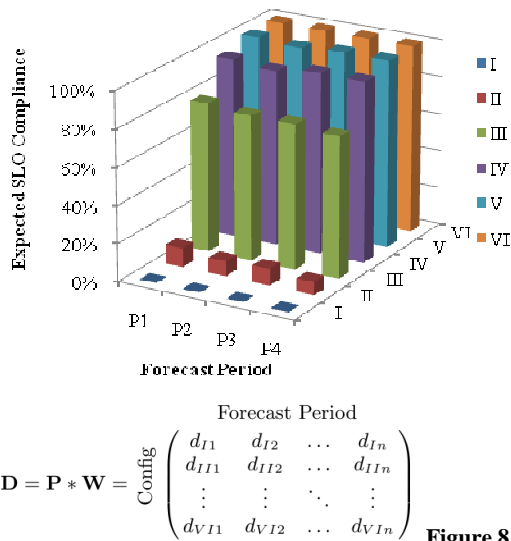 Expected SLO Compliance
100%
80%
60%
40%
20%
0%
P1
P2
P3
P4
Forecast Period
I
II
III
IV
V
VI
I
II
III
IV
V
VI
Forecast Period
D = P ∗ W = Config
d_{I1} d_{I2} … d_{In}
d_{II1} d_{II2} … d_{IIn}
⋮ ⋮ ⋱ ⋮
d_{VI1} d_{VI2} … d_{VIn}
Figure 8